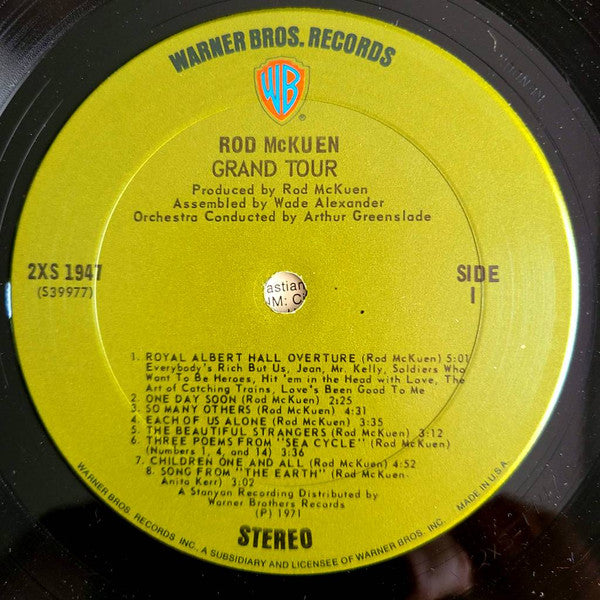 WARNER BROS. RECORDS
WB
®
ROD McKUEN
GRAND TOUR
Produced by Rod McKuen
Assembled by Wade Alexander
Orchestra Conducted by Arthur Greenslade
2XS 1947
(S39977)
SIDE
1
1. ROYAL ALBERT HALL OVERTURE (Rod McKuen) 5:01
Everybody's Rich But Us, Jean, Mr. Kelly, Soldiers Who
Want To Be Heroes, Hit 'em in the Head with Love, The
Art of Catching Trains, Love's Been Good To Me
2. ONE DAY SOON (Rod McKuen) 2:25
3. SO MANY OTHERS (Rod McKuen) 4:31
4. EACH OF US ALONE (Rod McKuen) 3:35
5. THE BEAUTIFUL STRANGERS (Rod McKuen) 3:12
6. THREE POEMS FROM "SEA CYCLE" (Rod McKuen)
(Numbers 1, 4, and 14) 3:36
7. CHILDREN ONE AND ALL (Rod McKuen) 4:52
8. SONG FROM "THE EARTH" (Rod McKuen-
Anita Kerr) 3:02
A Stanyan Recording Distributed by
Warner Brothers Records
(P) 1971
STEREO
WARNER BROS. RECORDS INC., A SUBSIDIARY AND LICENSEE OF WARNER BROS. INC.
MADE IN U.S.A.